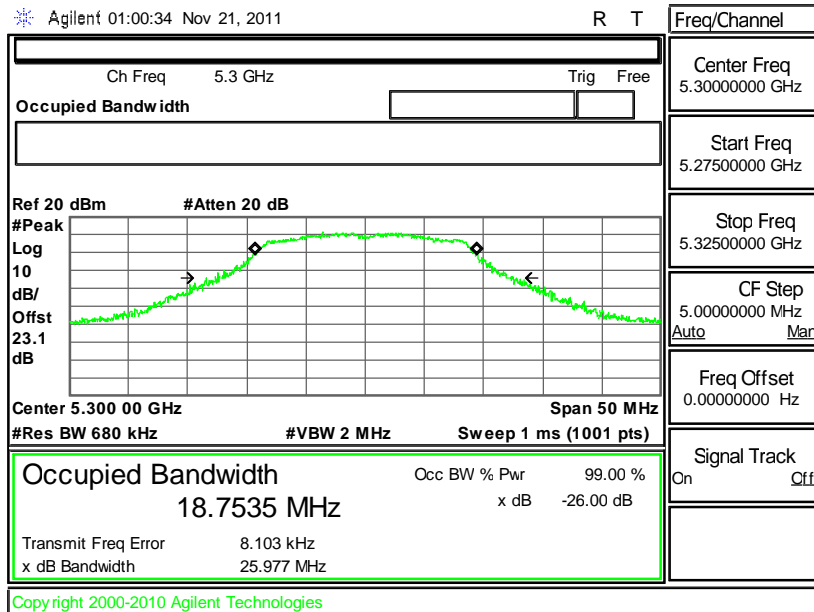 Agilent 01:00:34 Nov 21, 2011 R T
Freq/Channel
Ch Freq 5.3 GHz Trig Free
Occupied Bandwidth
Center Freq
5.30000000 GHz
Start Freq
5.27500000 GHz
Stop Freq
5.32500000 GHz
CF Step
5.00000000 MHz
Auto Man
Freq Offset
0.00000000 Hz
Signal Track
On Off
Ref 20 dBm #Atten 20 dB
#Peak
Log
10
dB/
Offst
23.1
dB
Center 5.300 00 GHz Span 50 MHz
#Res BW 680 kHz #VBW 2 MHz Sweep 1 ms (1001 pts)
Occupied Bandwidth
18.7535 MHz
Occ BW % Pwr 99.00 %
x dB -26.00 dB
Transmit Freq Error 8.103 kHz
x dB Bandwidth 25.977 MHz
Copyright 2000-2010 Agilent Technologies